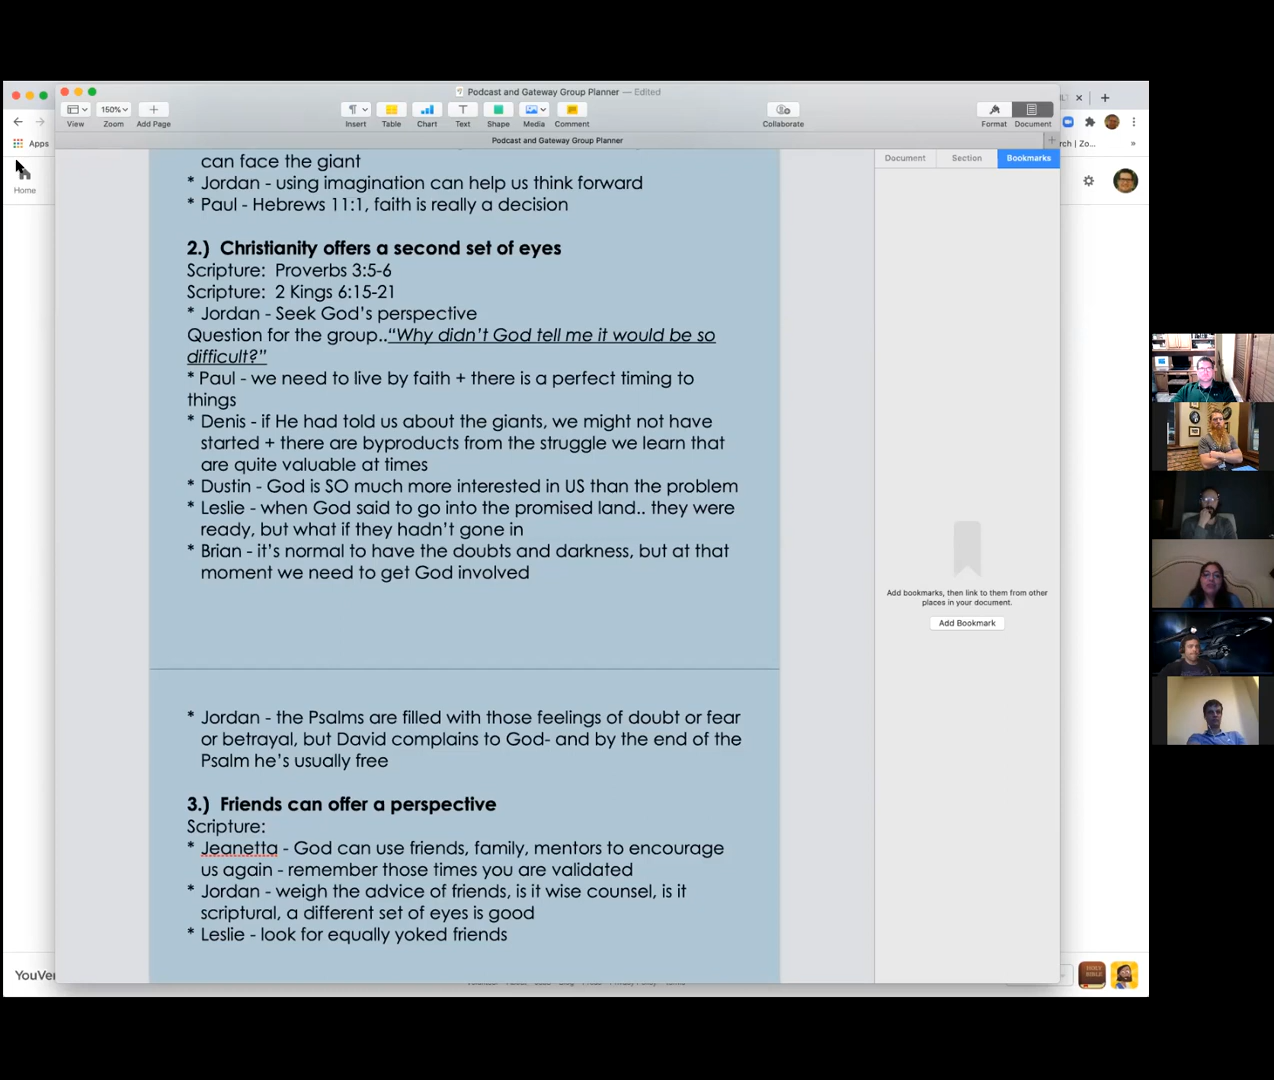 Podcast and Gateway Group Planner — Edited
150%
View
Zoom
Add Page
Insert
Table
Chart
Text
Shape
Media
Comment
Collaborate
Format
Document
Podcast and Gateway Group Planner
Apps
Home
Document
Section
Bookmarks
rch | Zo...
can face the giant
* Jordan - using imagination can help us think forward
* Paul - Hebrews 11:1, faith is really a decision
2.) Christianity offers a second set of eyes
Scripture: Proverbs 3:5-6
Scripture: 2 Kings 6:15-21
* Jordan - Seek God’s perspective
Question for the group..“Why didn’t God tell me it would be so
difficult?”
* Paul - we need to live by faith + there is a perfect timing to
things
* Denis - if He had told us about the giants, we might not have
started + there are byproducts from the struggle we learn that
are quite valuable at times
* Dustin - God is SO much more interested in US than the problem
* Leslie - when God said to go into the promised land.. they were
ready, but what if they hadn’t gone in
* Brian - it’s normal to have the doubts and darkness, but at that
moment we need to get God involved
* Jordan - the Psalms are filled with those feelings of doubt or fear
or betrayal, but David complains to God- and by the end of the
Psalm he’s usually free
3.) Friends can offer a perspective
Scripture:
* Jeanetta - God can use friends, family, mentors to encourage
us again - remember those times you are validated
* Jordan - weigh the advice of friends, is it wise counsel, is it
scriptural, a different set of eyes is good
* Leslie - look for equally yoked friends
Add bookmarks, then link to them from other
places in your document.
Add Bookmark
YouVer
HOLY
BIBLE